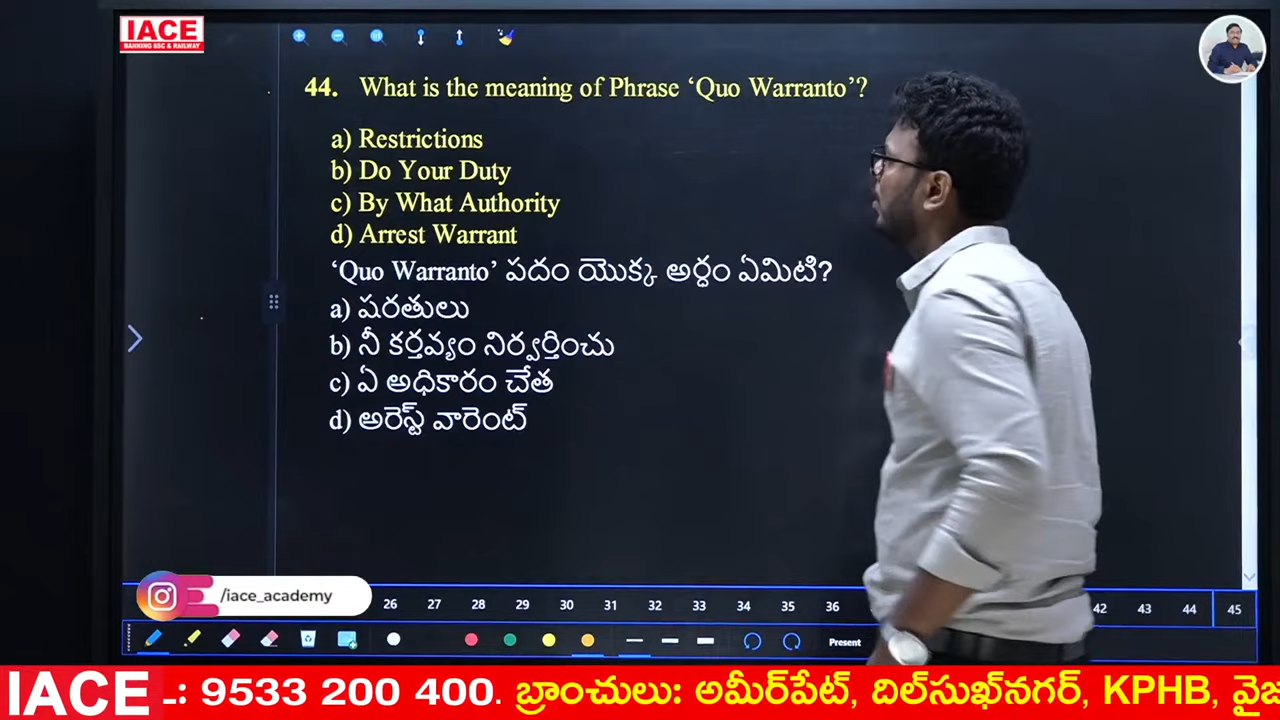 IACE
BANKING SSC & RAILWAY
44. What is the meaning of Phrase ‘Quo Warranto’?
a) Restrictions
b) Do Your Duty
c) By What Authority
d) Arrest Warrant
‘Quo Warranto’ పదం యొక్క అర్ధం ఏమిటి?
a) షరతులు
b) నీ కర్తవ్యం నిర్వర్తించు
c) ఏ అధికారం చేత
d) అరెస్ట్ వారెంట్
/iace_academy
26 27 28 29 30 31 32 33 34 35 36 42 43 44 45
Present
IACE : 9533 200 400. బ్రాంచులు: అమీర్‌పేట్, దిల్‌సుఖ్‌నగర్, KPHB,